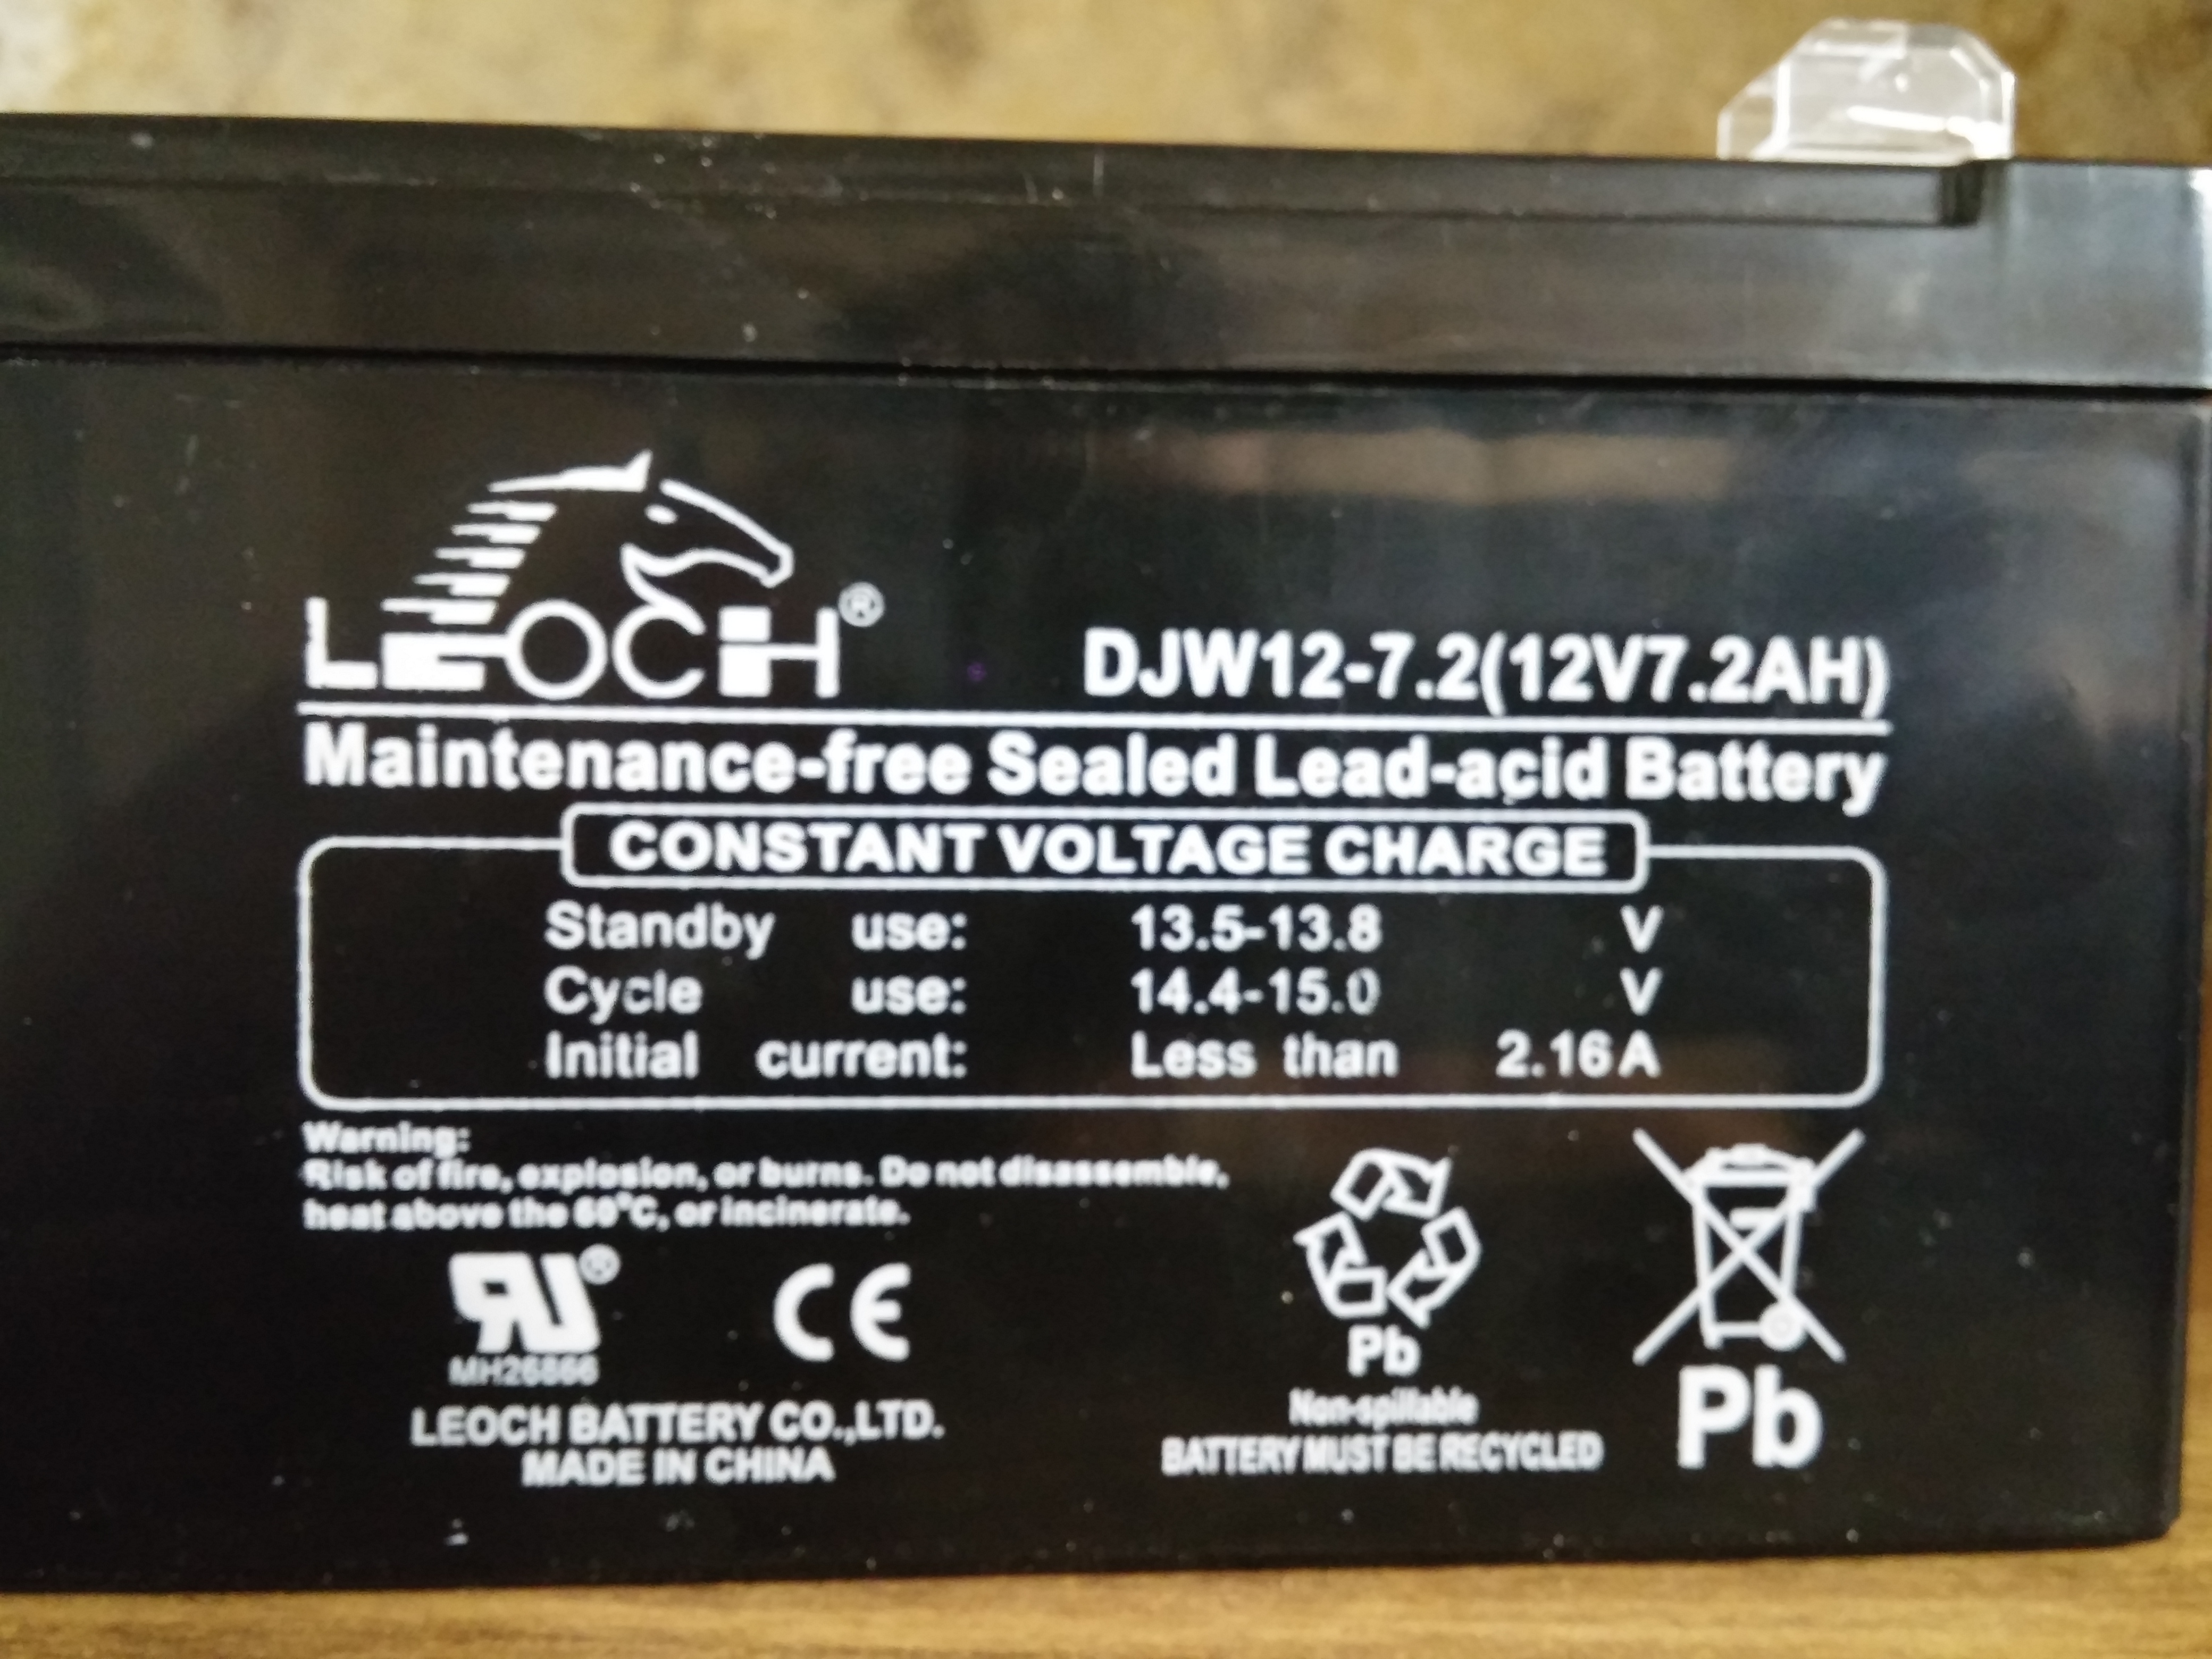 LEOCH®
DJW12-7.2(12V7.2AH)
Maintenance-free Sealed Lead-acid Battery
CONSTANT VOLTAGE CHARGE
Standby use: 13.5-13.8 V
Cycle use: 14.4-15.0 V
Initial current: Less than 2.16A
Warning:
Risk of fire, explosion, or burns. Do not disassemble,
heat above the 60°C, or incinerate.
RU®
CE
MH26866
LEOCH BATTERY CO.,LTD.
MADE IN CHINA
Pb
Non-spillable
BATTERY MUST BE RECYCLED
Pb